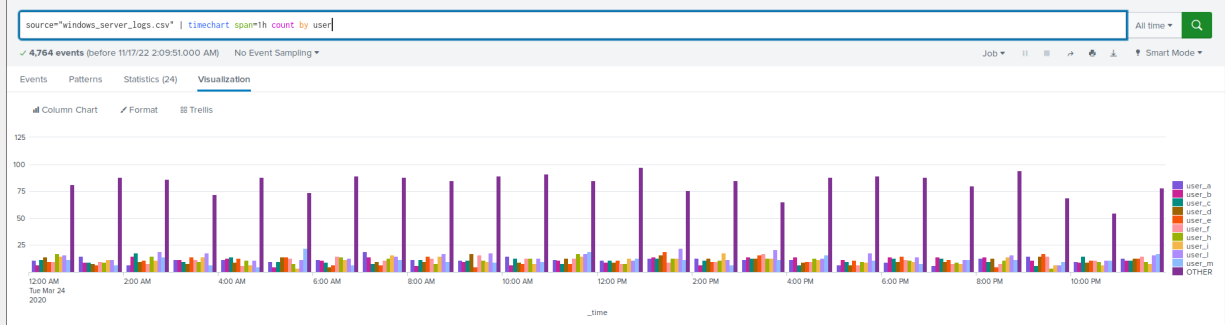 source="windows_server_logs.csv" | timechart span=1h count by user
All time
4,764 events (before 11/17/22 2:09:51.000 AM) No Event Sampling
Job
Smart Mode
Events Patterns Statistics (24) Visualization
Column Chart Format Trellis
125
100
75
50
25
user_a
user_b
user_c
user_d
user_e
user_f
user_h
user_i
user_l
user_m
OTHER
12:00 AM 2:00 AM 4:00 AM 6:00 AM 8:00 AM 10:00 AM 12:00 PM 2:00 PM 4:00 PM 6:00 PM 8:00 PM 10:00 PM
Tue Mar 24
2020
_time